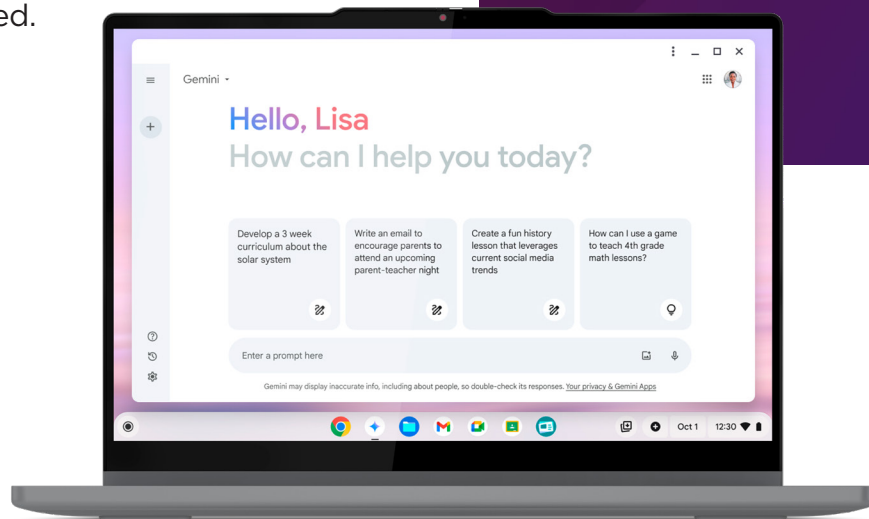 ed.
Gemini
Hello, Lisa
How can I help you today?
Develop a 3 week
curriculum about the
solar system
Write an email to
encourage parents to
attend an upcoming
parent-teacher night
Create a fun history
lesson that leverages
current social media
trends
How can I use a game
to teach 4th grade
math lessons?
Enter a prompt here
Gemini may display inaccurate info, including about people, so double-check its responses. Your privacy & Gemini Apps
Oct 1 12:30